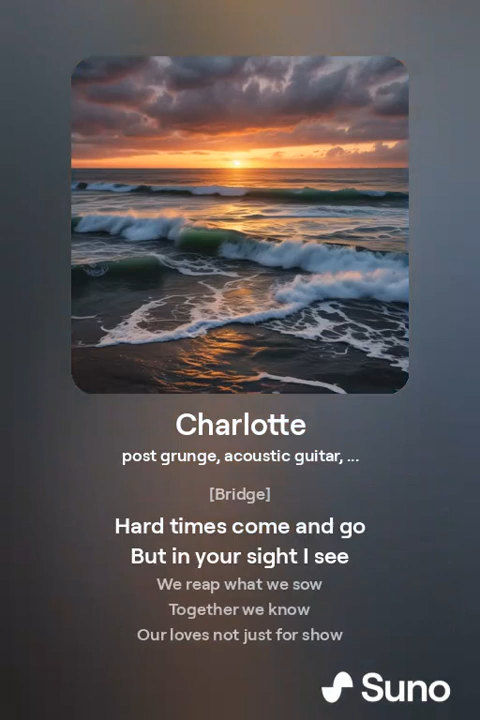 Charlotte
post grunge, acoustic guitar, ...
[Bridge]
Hard times come and go
But in your sight I see
We reap what we sow
Together we know
Our loves not just for show
Suno